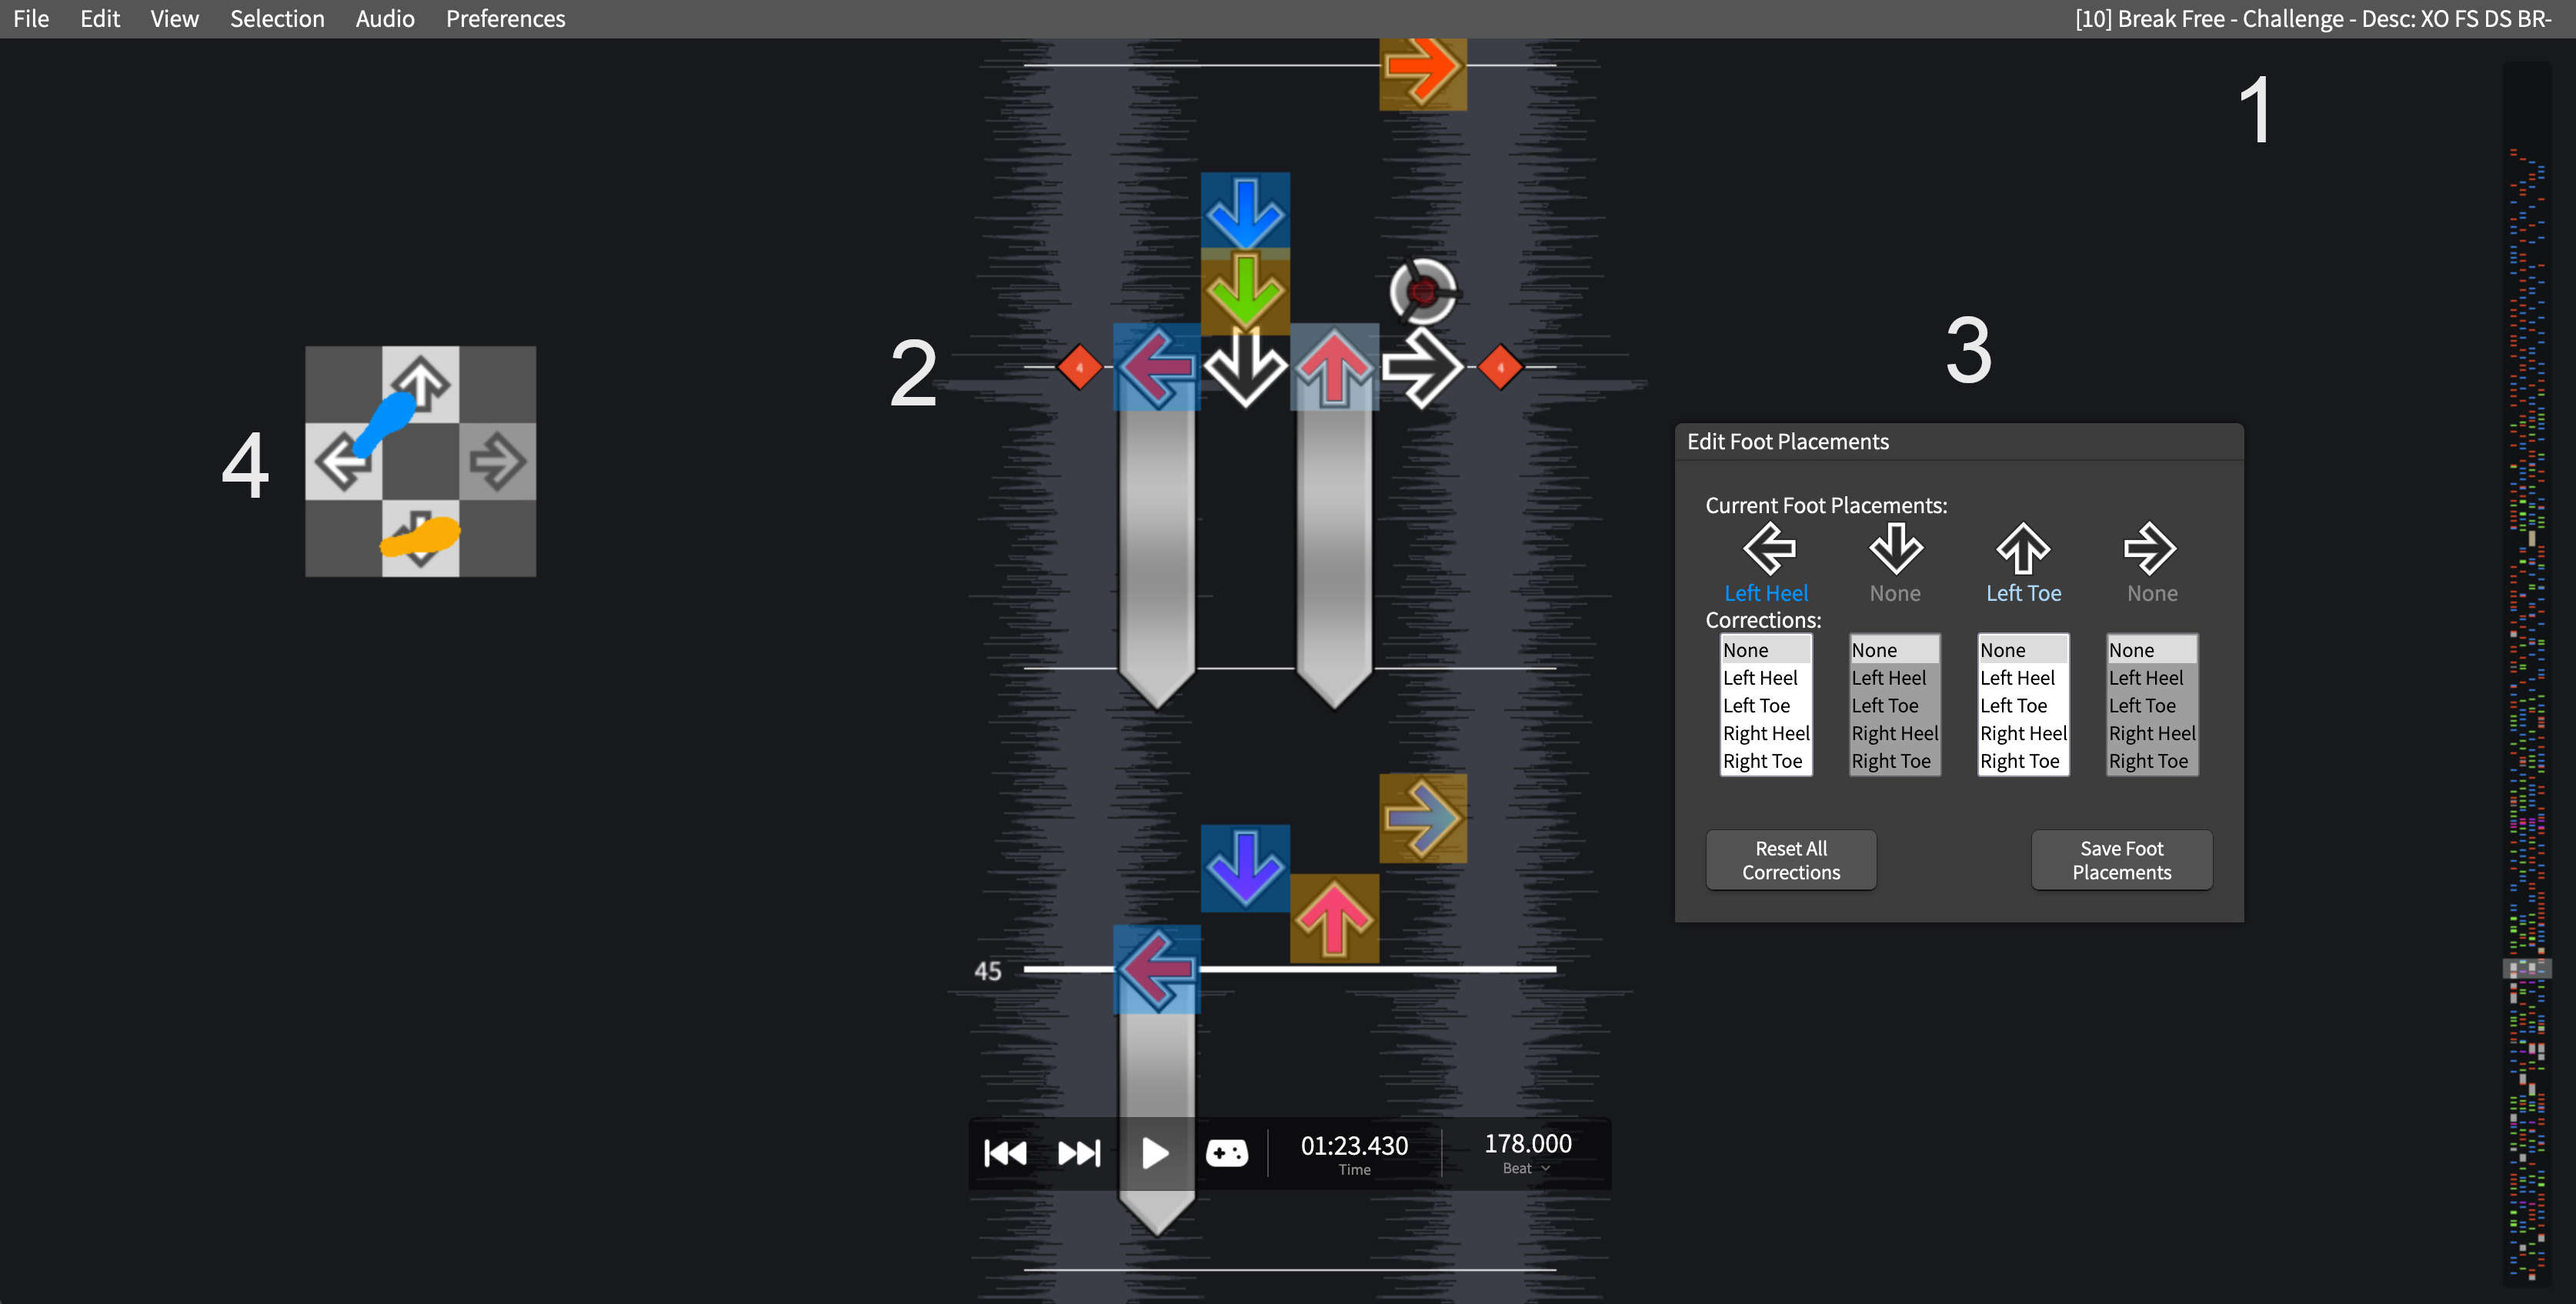 File Edit View Selection Audio Preferences [10] Break Free - Challenge - Desc: XO FS DS BR-
1
2
3
4
4 4
Edit Foot Placements
Current Foot Placements:
Left Heel None Left Toe None
Corrections:
None None None None
Left Heel Left Heel Left Heel Left Heel
Left Toe Left Toe Left Toe Left Toe
Right Heel Right Heel Right Heel Right Heel
Right Toe Right Toe Right Toe Right Toe
Reset All Corrections
Save Foot Placements
45
01:23.430 178.000
Time Beat